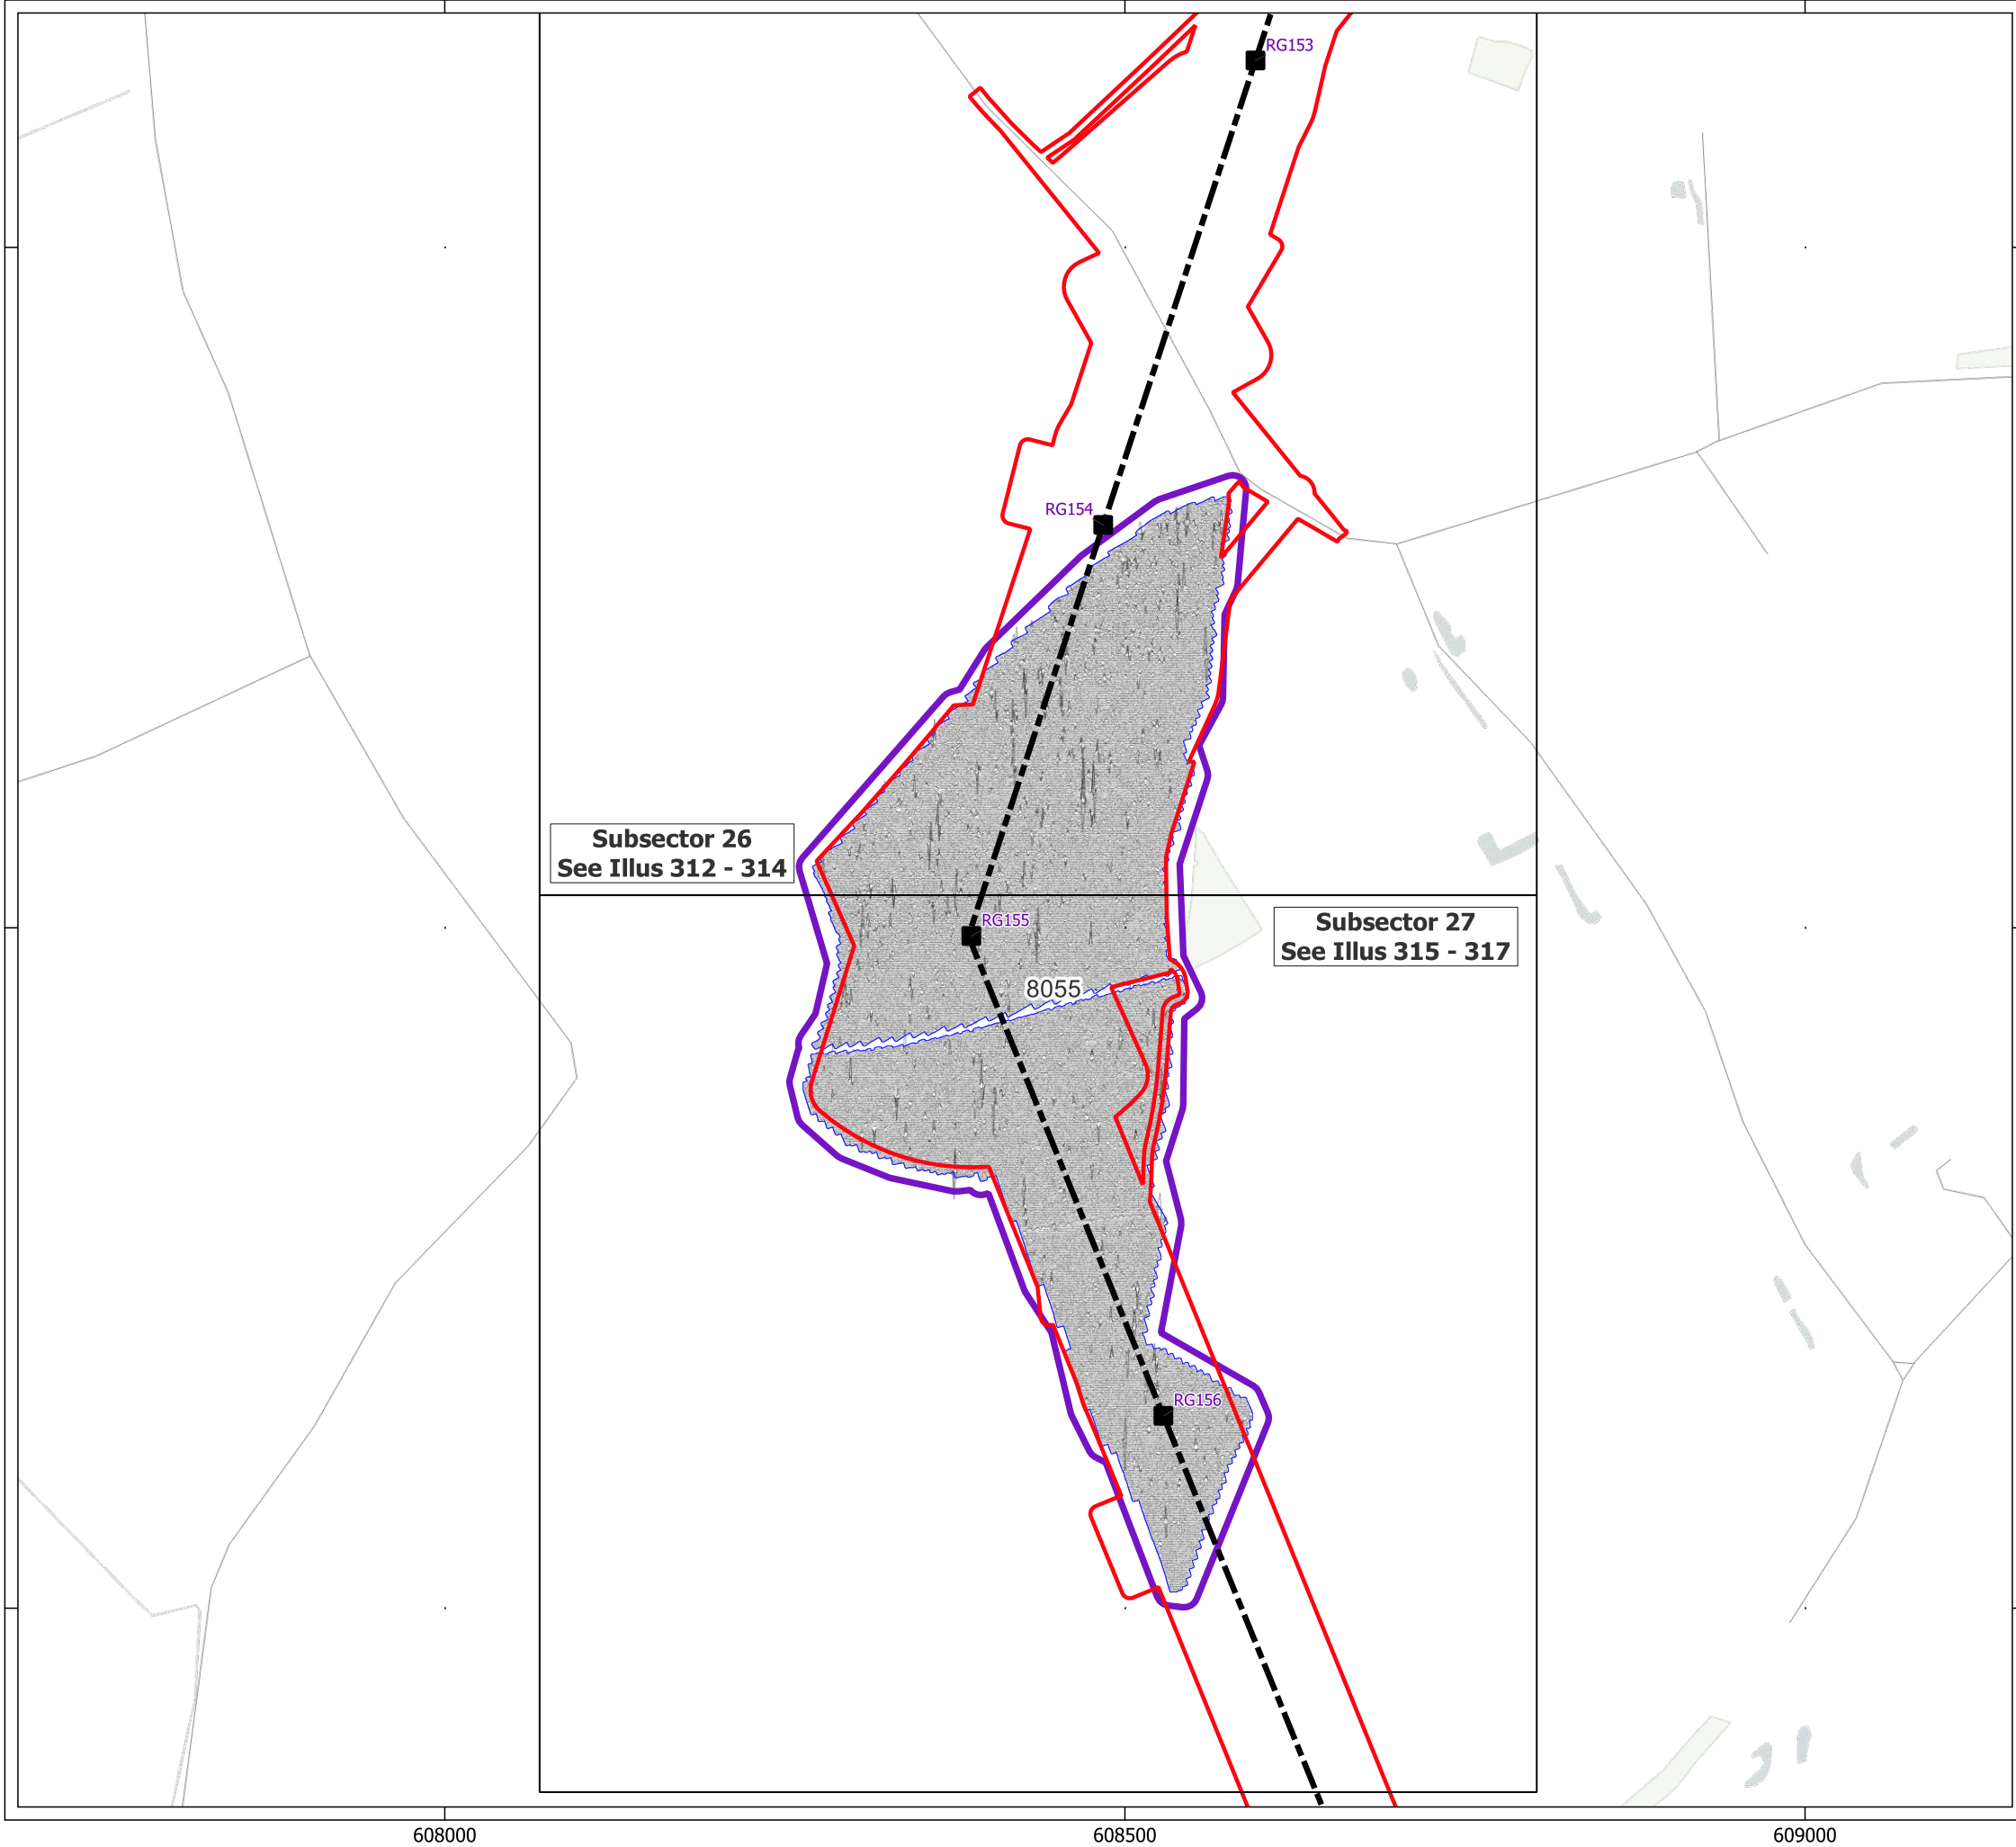 RG153
RG154
Subsector 26
See Illus 312 - 314
RG155
Subsector 27
See Illus 315 - 317
8055
RG156
608000
608500
609000